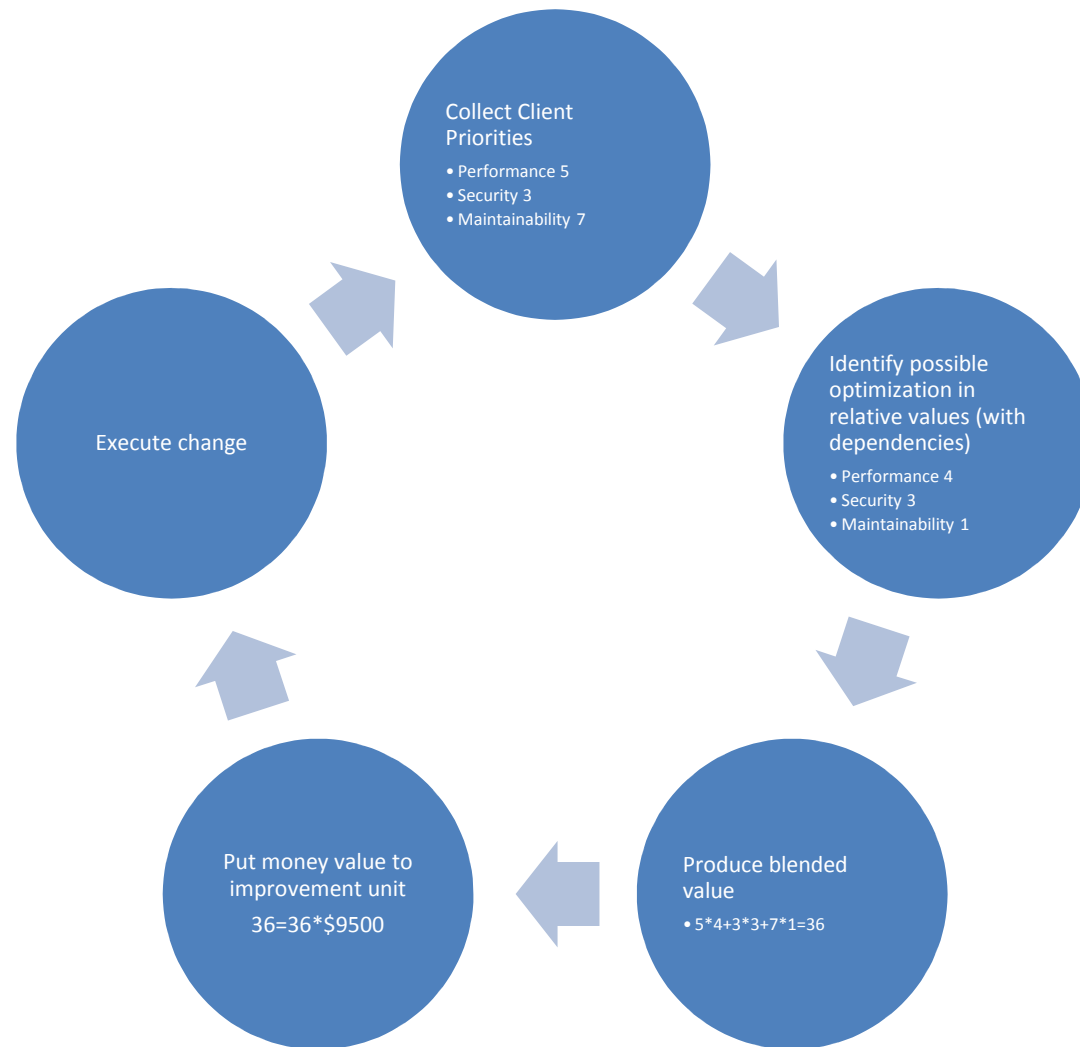 Collect Client
Priorities
• Performance 5
• Security 3
• Maintainability 7
Identify possible
optimization in
relative values (with
dependencies)
• Performance 4
• Security 3
• Maintainability 1
Produce blended
value
• 5*4+3*3+7*1=36
Put money value to
improvement unit
36=36*$9500
Execute change